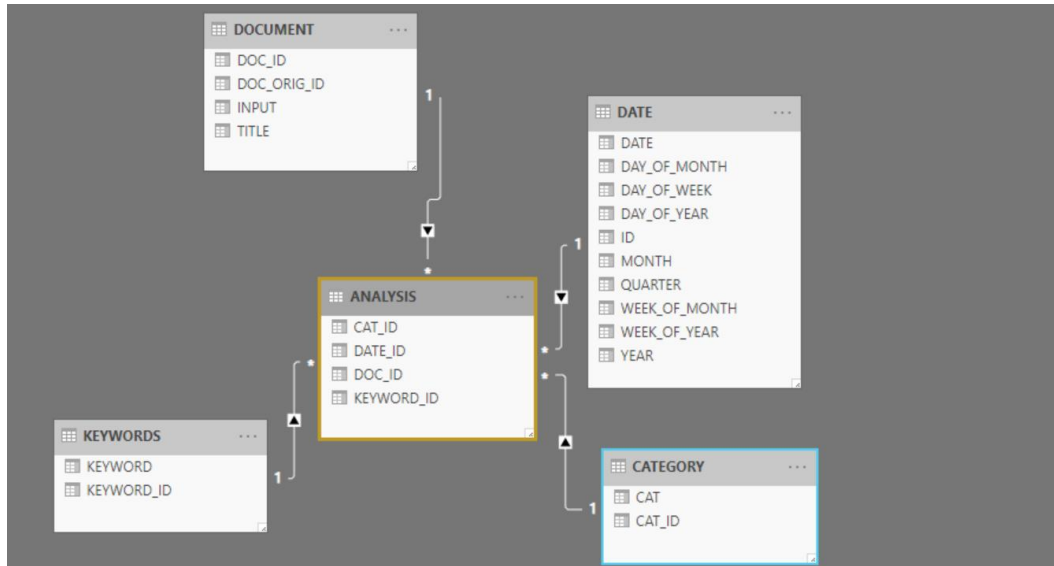 DOCUMENT
DOC_ID
DOC_ORIG_ID
INPUT
TITLE
1
DATE
DATE
DAY_OF_MONTH
DAY_OF_WEEK
DAY_OF_YEAR
ID
MONTH
QUARTER
WEEK_OF_MONTH
WEEK_OF_YEAR
YEAR
1
*
ANALYSIS
CAT_ID
DATE_ID
DOC_ID
KEYWORD_ID
*
*
*
KEYWORDS
KEYWORD
KEYWORD_ID
1
CATEGORY
CAT
CAT_ID
1